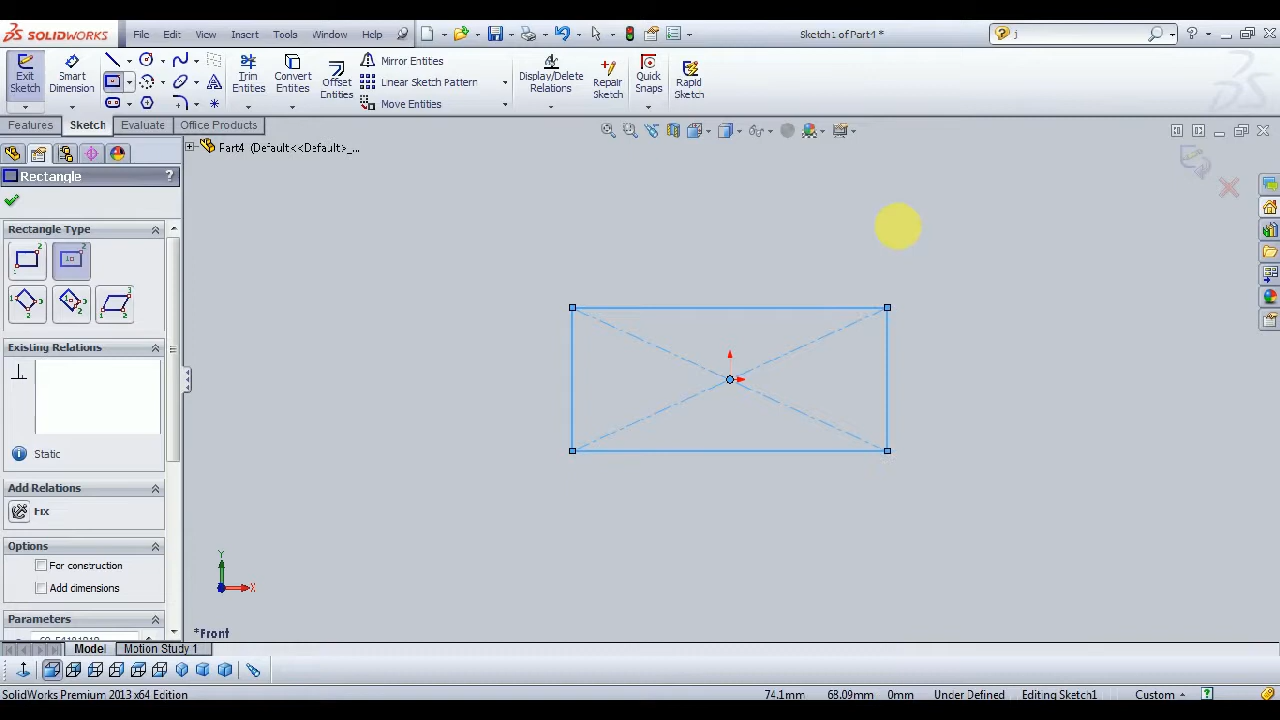 SOLIDWORKS File Edit View Insert Tools Window Help Sketch1 of Part4 * j
Exit Sketch
Smart Dimension
Trim Entities
Convert Entities
Offset Entities
Mirror Entities
Linear Sketch Pattern
Move Entities
Display/Delete Relations
Repair Sketch
Quick Snaps
Rapid Sketch
Features Sketch Evaluate Office Products
Part4 (Default<<Default>_...
Rectangle ?
Rectangle Type
Existing Relations
Static
Add Relations
Fix
Options
For construction
Add dimensions
Parameters
Y
X
*Front
Model Motion Study 1
SolidWorks Premium 2013 x64 Edition 74.1mm 68.09mm 0mm Under Defined Editing Sketch1 Custom